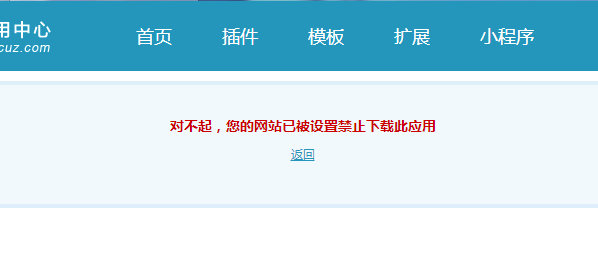 用中心
cuz.com
首页 插件 模板 扩展 小程序
对不起，您的网站已被设置禁止下载此应用
返回